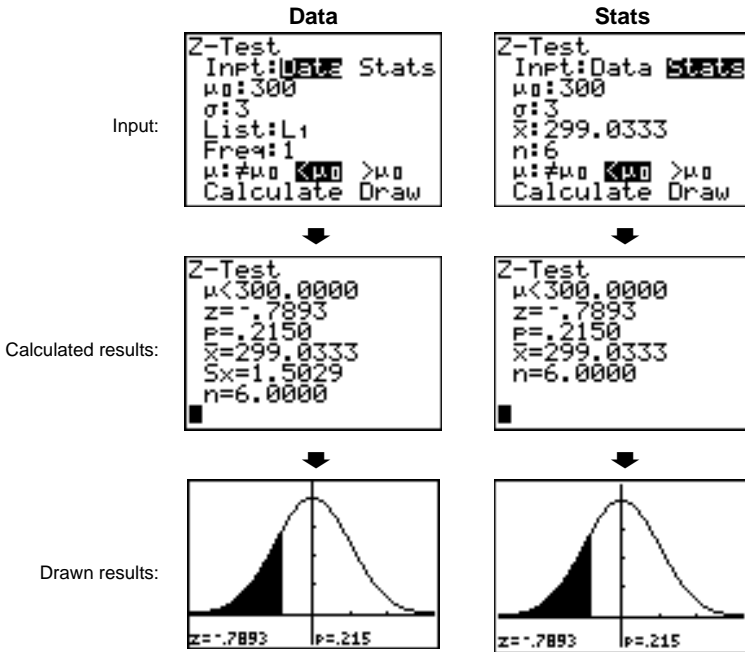 Data
Stats
Input:
Z-Test
Inpt:Data Stats
μ0:300
σ:3
List:L1
Freq:1
μ:≠μ0 <μ0 >μ0
Calculate Draw
Z-Test
Inpt:Data Stats
μ0:300
σ:3
x̄:299.0333
n:6
μ:≠μ0 <μ0 >μ0
Calculate Draw
Calculated results:
Z-Test
μ<300.0000
z=-.7893
p=.2150
x̄=299.0333
Sx=1.5029
n=6.0000
Z-Test
μ<300.0000
z=-.7893
p=.2150
x̄=299.0333
n=6.0000
Drawn results:
z=-.7893 p=.215
z=-.7893 p=.215